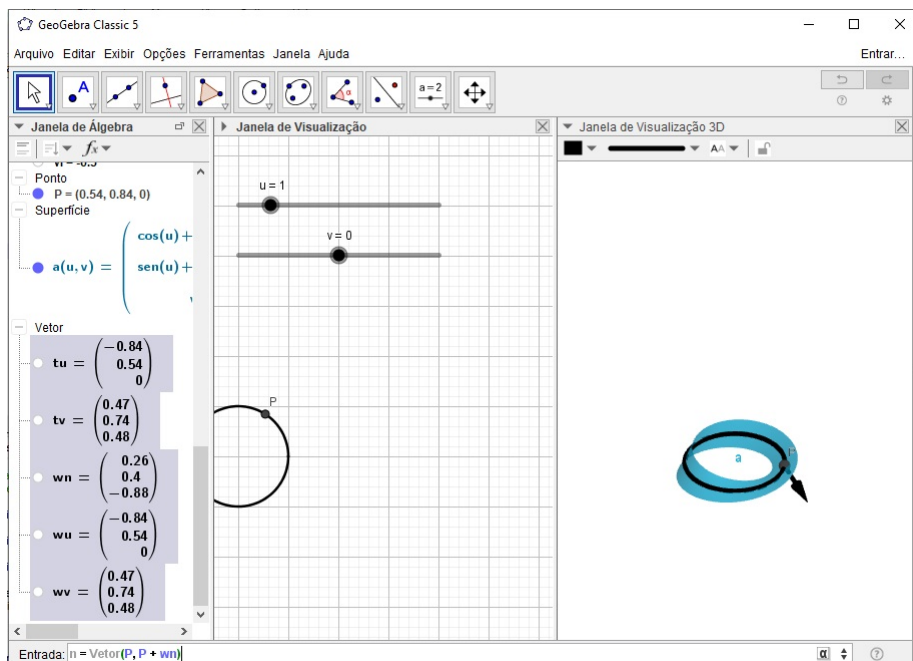 GeoGebra Classic 5
Arquivo Editar Exibir Opções Ferramentas Janela Ajuda
Entrar...
A
α
a = 2
Janela de Álgebra
Janela de Visualização
Janela de Visualização 3D
fx
AA
Ponto
P = (0.54, 0.84, 0)
Superfície
cos(u) +
a(u, v) = sen(u) +
Vetor
−0.84
tu = 0.54
0
0.47
tv = 0.74
0.48
0.26
wn = 0.4
−0.88
−0.84
wu = 0.54
0
0.47
wv = 0.74
0.48
u = 1
v = 0
P
a
P
Entrada: n = Vetor(P, P + wn)
α